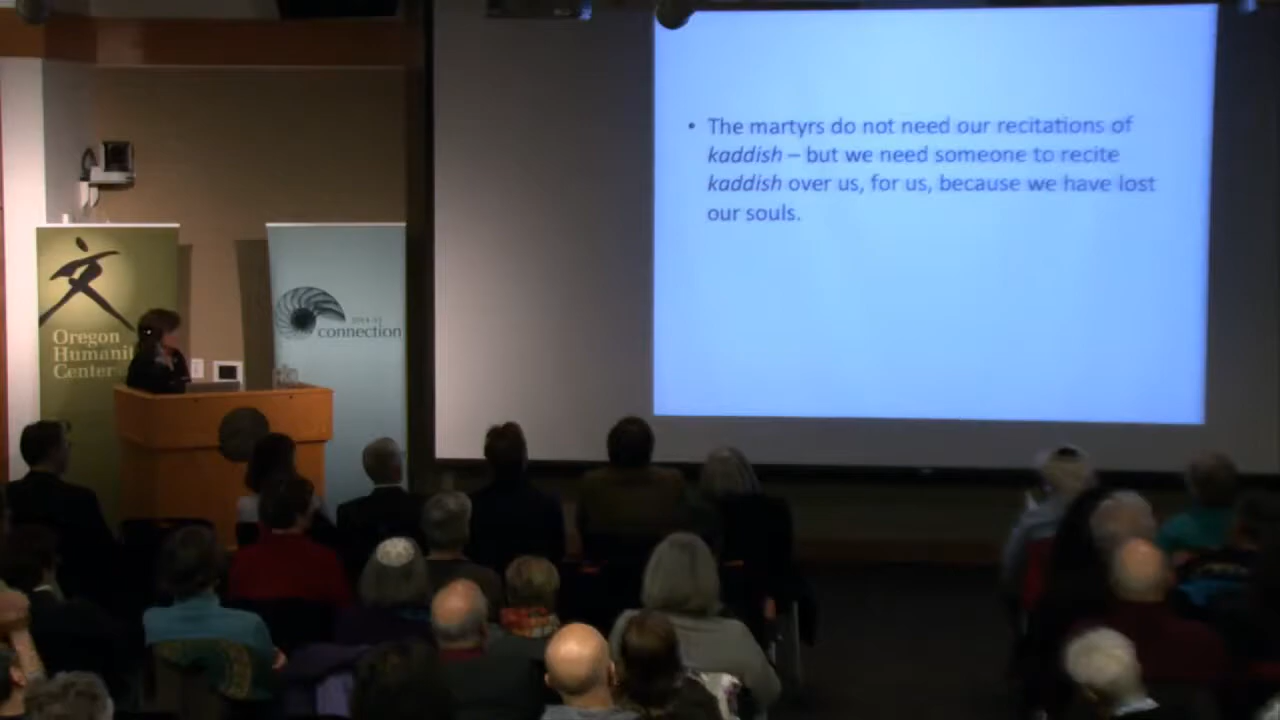 • The martyrs do not need our recitations of
kaddish – but we need someone to recite
kaddish over us, for us, because we have lost
our souls.
Oregon
Humanit
Center
connection